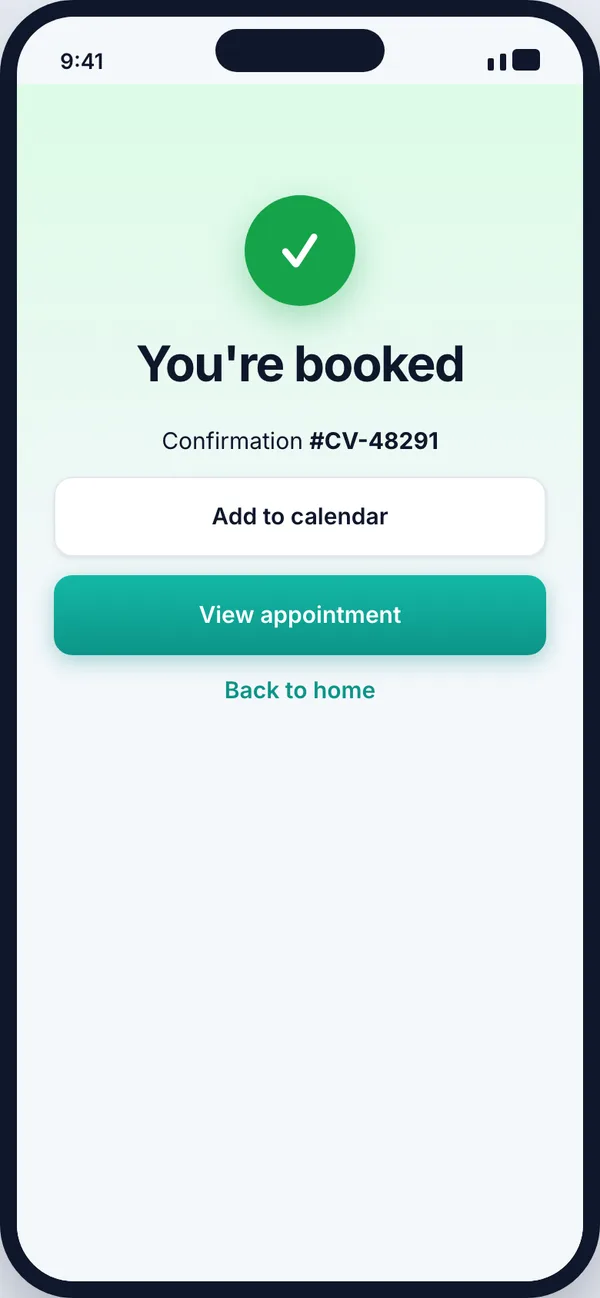 9:41
You're booked
Confirmation #CV-48291
Add to calendar
View appointment
Back to home